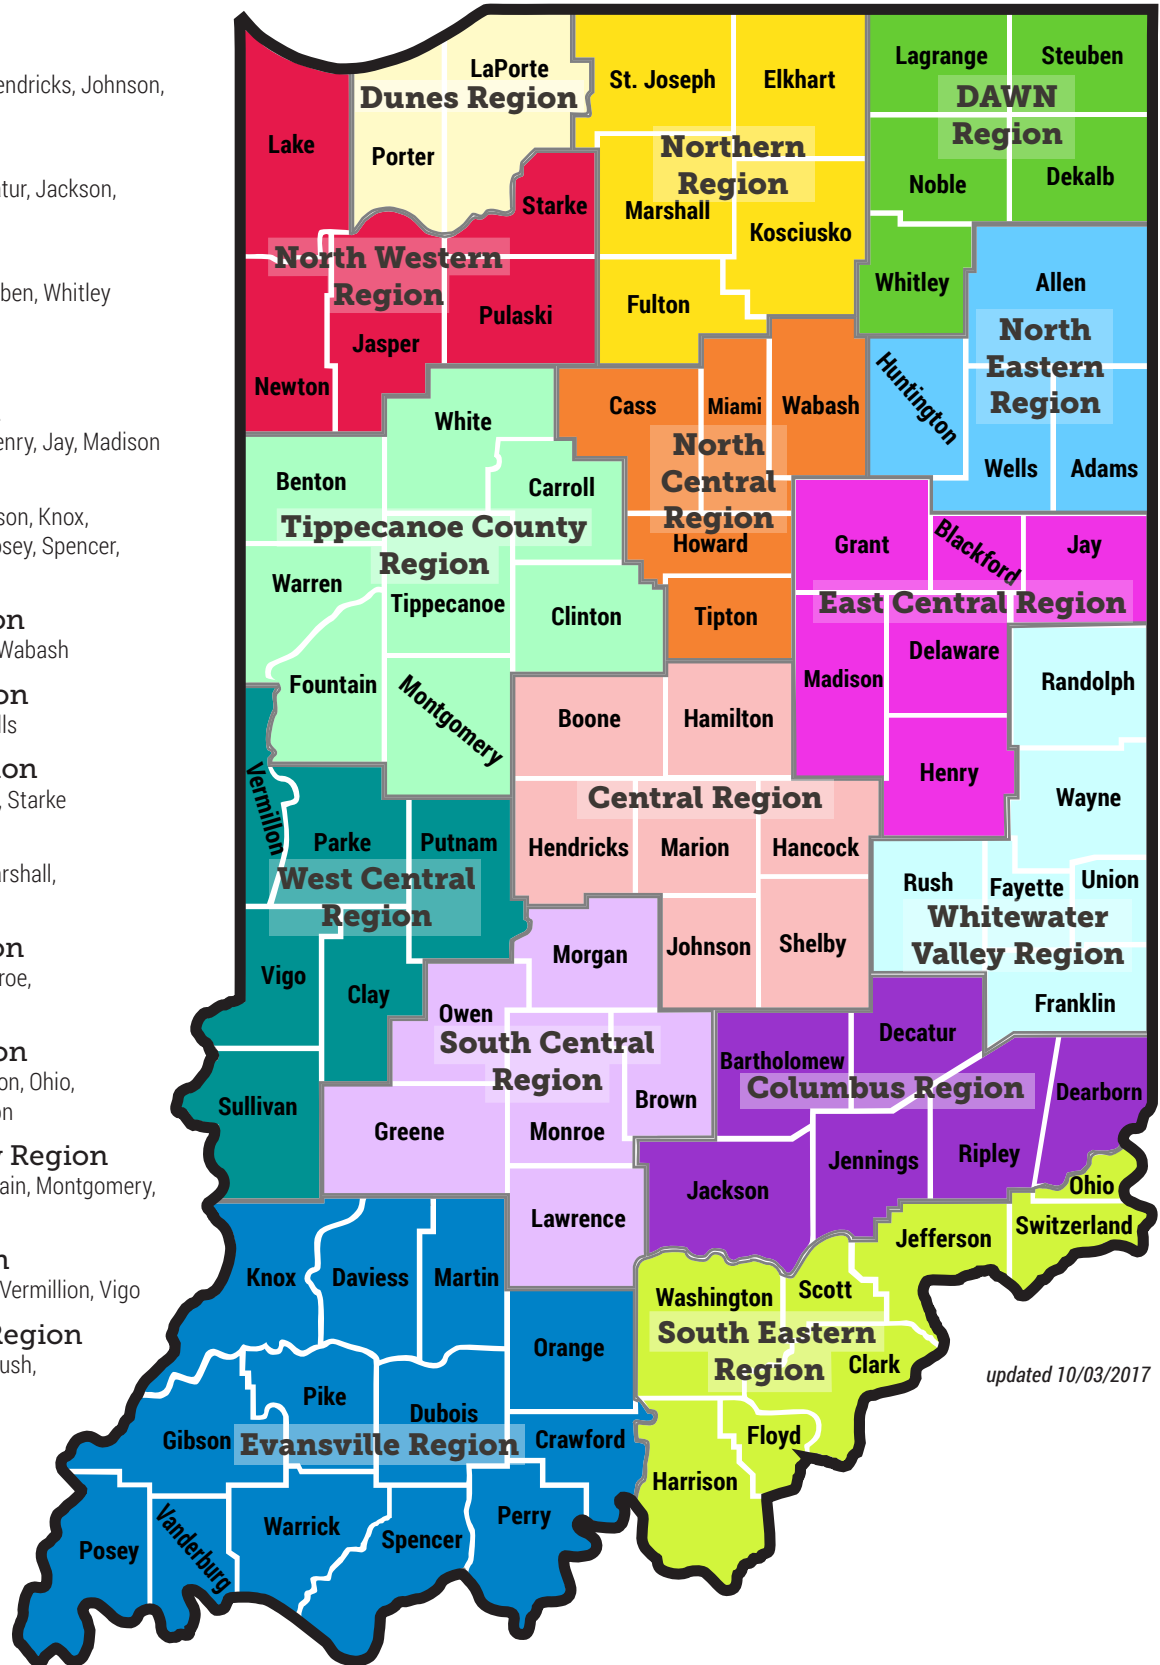 endricks, Johnson,
tur, Jackson,
ben, Whitley
enry, Jay, Madison
son, Knox,
osey, Spencer,
on
Wabash
on
lls
ion
, Starke
arshall,
on
roe,
on
on, Ohio,
on
y Region
ain, Montgomery,
n
Vermillion, Vigo
Region
ush,
Lake
Porter
LaPorte
Dunes Region
Starke
North Western
Region
Jasper
Pulaski
Newton
St. Joseph
Elkhart
Northern
Region
Marshall
Kosciusko
Fulton
Lagrange
Steuben
DAWN
Region
Noble
Dekalb
Whitley
Allen
North
Eastern
Region
Huntington
Wells
Adams
Cass
Miami
Wabash
North
Central
Region
Howard
Tipton
White
Benton
Carroll
Tippecanoe County
Region
Warren
Tippecanoe
Clinton
Fountain
Montgomery
Grant
Blackford
Jay
East Central Region
Delaware
Madison
Henry
Randolph
Wayne
Rush
Fayette
Union
Whitewater
Valley Region
Franklin
Boone
Hamilton
Central Region
Hendricks
Marion
Hancock
Johnson
Shelby
Vermillon
Parke
Putnam
West Central
Region
Vigo
Clay
Sullivan
Morgan
Owen
South Central
Region
Brown
Greene
Monroe
Lawrence
Decatur
Bartholomew
Columbus Region
Dearborn
Jennings
Ripley
Jackson
Ohio
Switzerland
Jefferson
Scott
Washington
South Eastern
Region
Clark
Floyd
Harrison
Knox
Daviess
Martin
Orange
Pike
Dubois
Gibson
Evansville Region
Crawford
Posey
Vanderburg
Warrick
Spencer
Perry
updated 10/03/2017